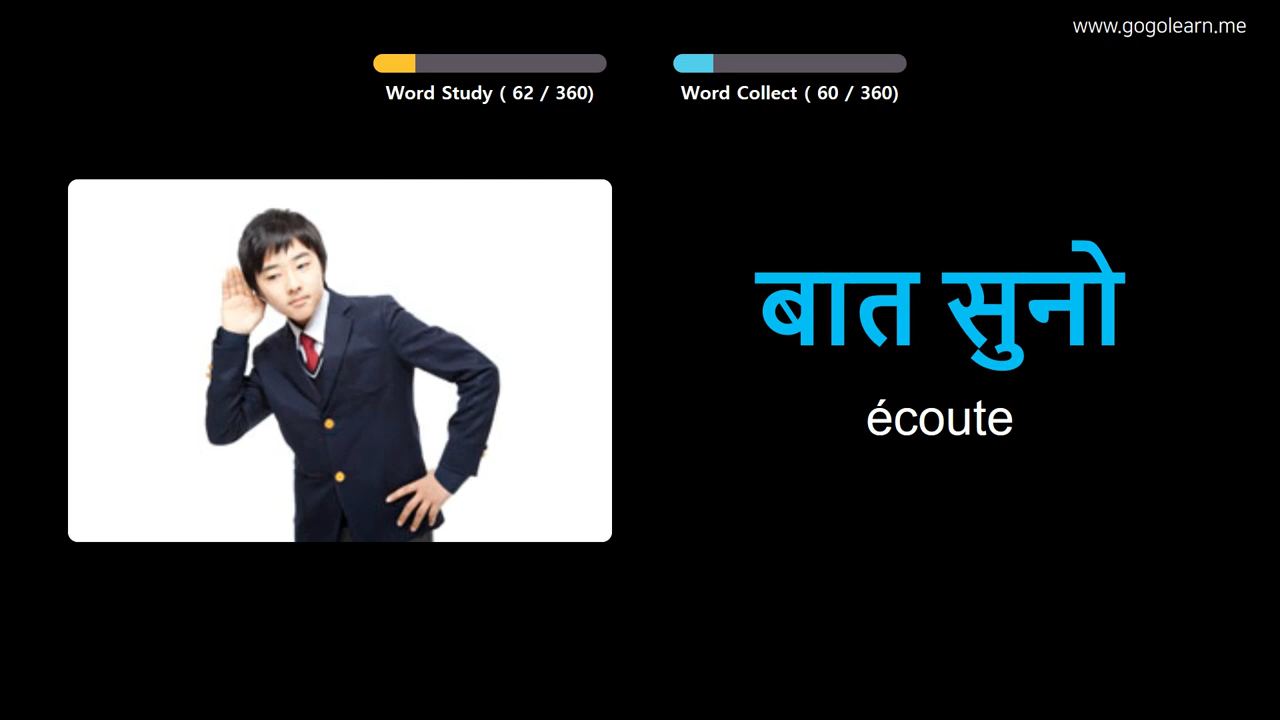 www.gogolearn.me
Word Study ( 62 / 360)
Word Collect ( 60 / 360)
बात सुनो
écoute